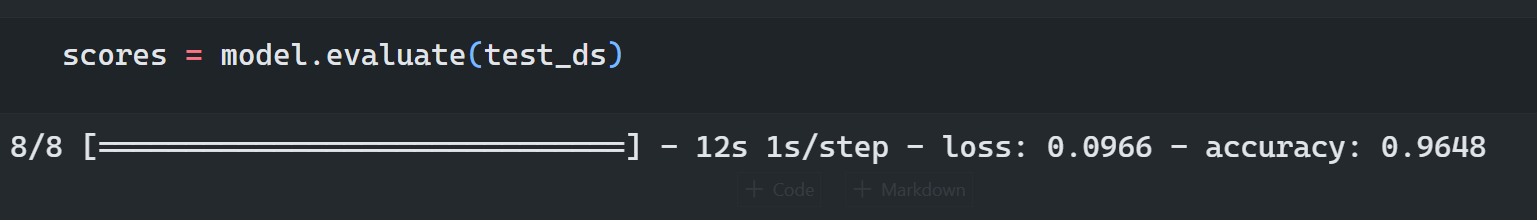 scores = model.evaluate(test_ds)
8/8 [==============================] - 12s 1s/step - loss: 0.0966 - accuracy: 0.9648
+ Code + Markdown